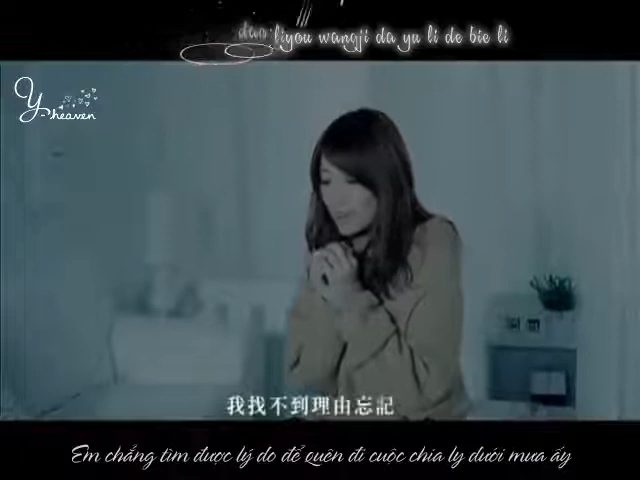 dao liyou wangji da yu li de bie li
Y-heaven
我找不到理由忘記
Em chẳng tìm được lý do để quên đi cuộc chia ly dưới mưa ấy